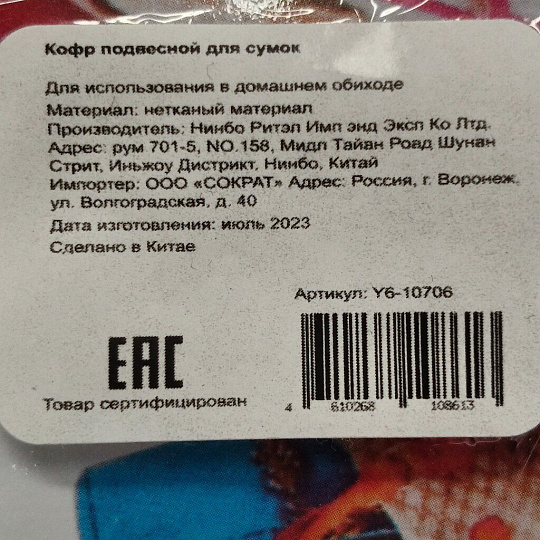 Кофр подвесной для сумок
Для использования в домашнем обиходе
Материал: нетканый материал
Производитель: Нинбо Ритэл Имп энд Эксп Ко Лтд.
Адрес: рум 701-5, NO.158, Мидл Тайан Роад Шунан
Стрит, Иньжоу Дистрикт, Нинбо, Китай
Импортер: ООО «СОКРАТ» Адрес: Россия, г. Воронеж,
ул. Волгоградская, д. 40
Дата изготовления: июль 2023
Сделано в Китае
Артикул: Y6-10706
EAC
Товар сертифицирован
4 610268 108613